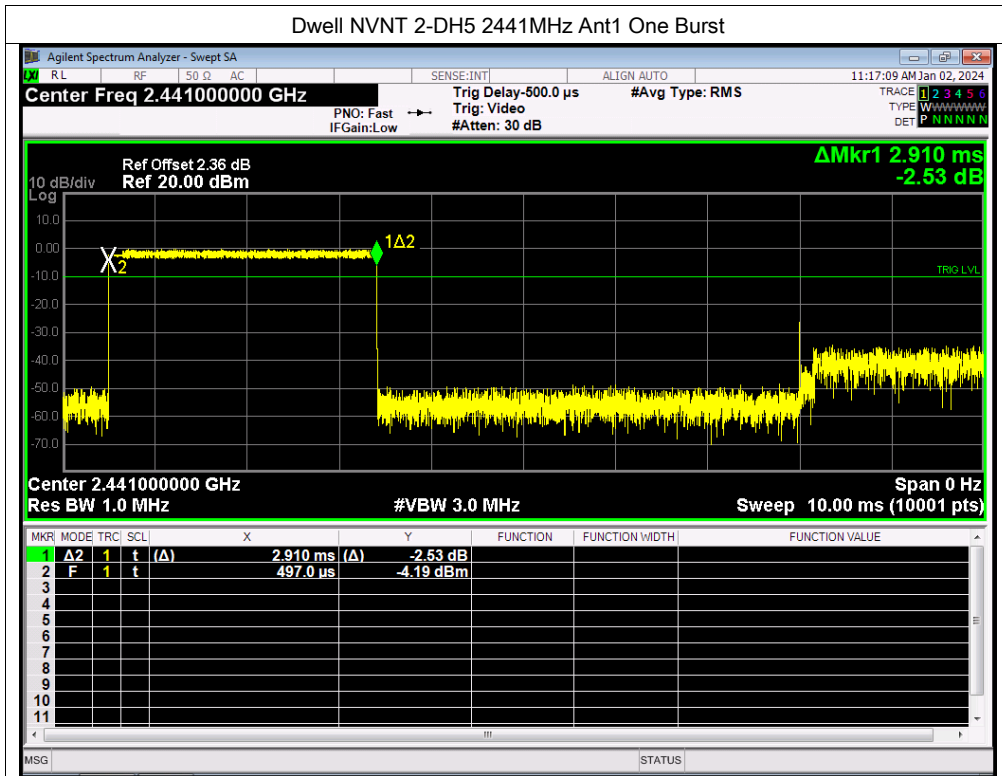 Dwell NVNT 2-DH5 2441MHz Ant1 One Burst
Agilent Spectrum Analyzer - Swept SA
LXI RL RF 50 Ω AC SENSE:INT ALIGN AUTO 11:17:09 AM Jan 02, 2024
Center Freq 2.441000000 GHz
PNO: Fast
IFGain:Low
Trig Delay-500.0 µs
Trig: Video
#Atten: 30 dB
#Avg Type: RMS
TRACE 1 2 3 4 5 6
TYPE WWWWWW
DET P N N N N N
ΔMkr1 2.910 ms
-2.53 dB
Ref Offset 2.36 dB
10 dB/div Ref 20.00 dBm
Log
10.0
0.00
-10.0
-20.0
-30.0
-40.0
-50.0
-60.0
-70.0
X2
1Δ2
TRIG LVL
Center 2.441000000 GHz Span 0 Hz
Res BW 1.0 MHz #VBW 3.0 MHz Sweep 10.00 ms (10001 pts)
MKR MODE TRC SCL X Y FUNCTION FUNCTION WIDTH FUNCTION VALUE
1 Δ2 1 t (Δ) 2.910 ms (Δ) -2.53 dB
2 F 1 t 497.0 µs -4.19 dBm
3
4
5
6
7
8
9
10
11
MSG STATUS